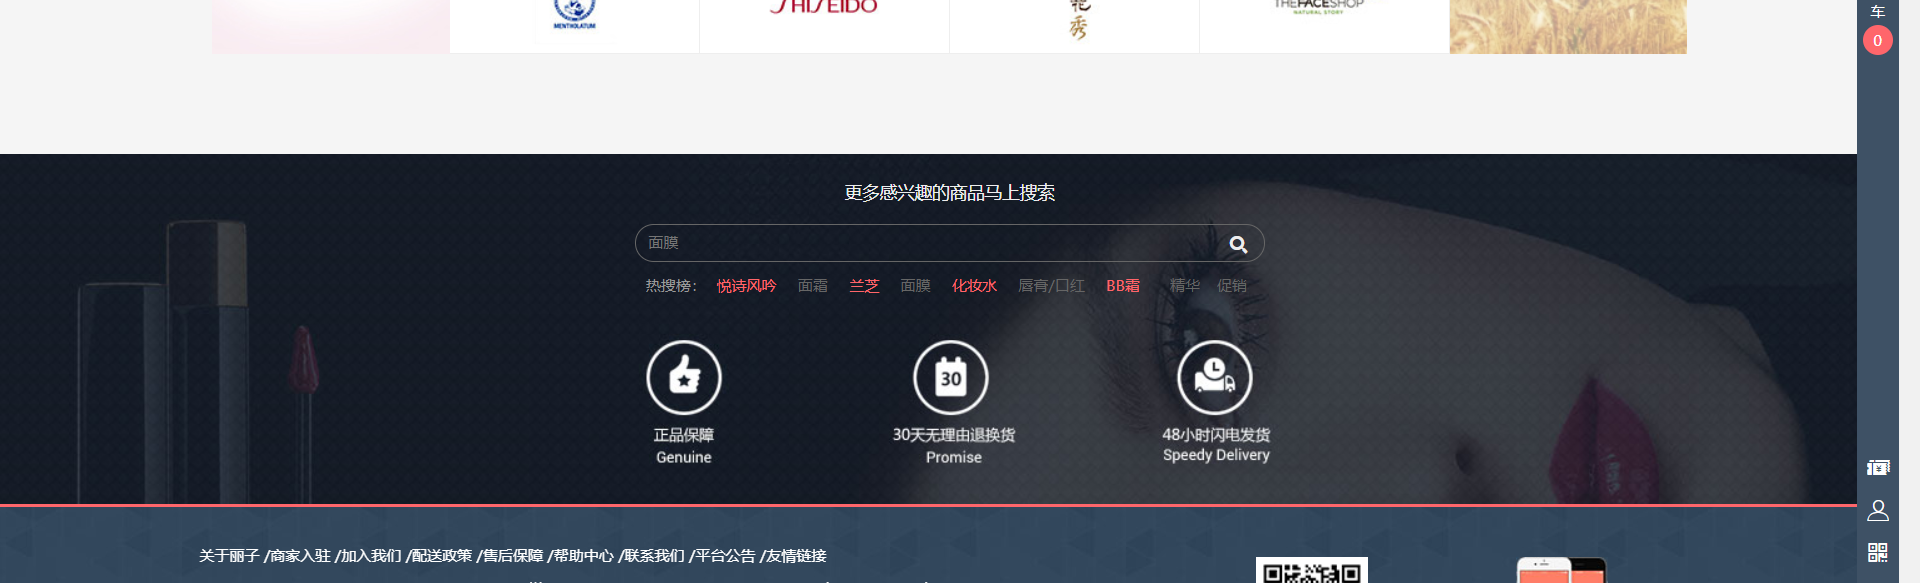 MENTHOLATUM
SHISEIDO
秀
THEFACESHOP
NATURAL STORY
车
0
更多感兴趣的商品马上搜索
面膜
热搜榜： 悦诗风吟 面霜 兰芝 面膜 化妆水 唇膏/口红 BB霜 精华 促销
30
正品保障
Genuine
30天无理由退换货
Promise
48小时闪电发货
Speedy Delivery
关于丽子 /商家入驻 /加入我们 /配送政策 /售后保障 /帮助中心 /联系我们 /平台公告 /友情链接